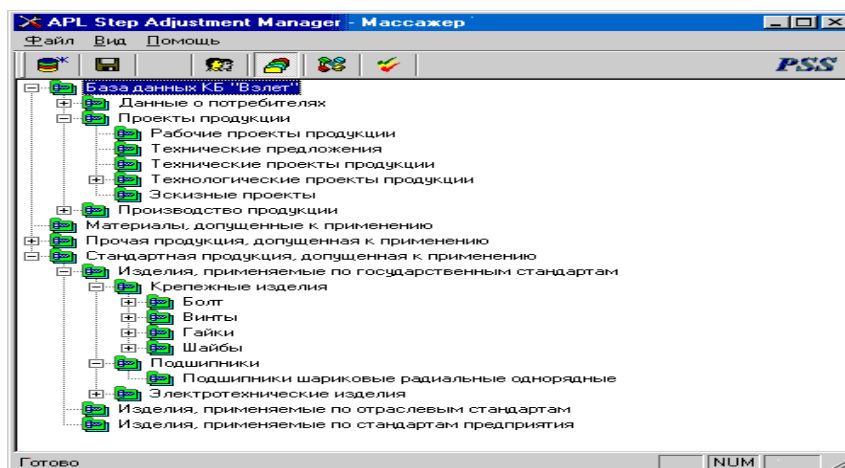 APL Step Adjustment Manager - Массажер
Файл Вид Помощь
PSS
База данных КБ "Взлет"
Данные о потребителях
Проекты продукции
Рабочие проекты продукции
Технические предложения
Технические проекты продукции
Технологические проекты продукции
Эскизные проекты
Производство продукции
Материалы, допущенные к применению
Прочая продукция, допущенная к применению
Стандартная продукция, допущенная к применению
Изделия, применяемые по государственным стандартам
Крепежные изделия
Болт
Винты
Гайки
Шайбы
Подшипники
Подшипники шариковые радиальные однорядные
Электротехнические изделия
Изделия, применяемые по отраслевым стандартам
Изделия, применяемые по стандартам предприятия
Готово NUM